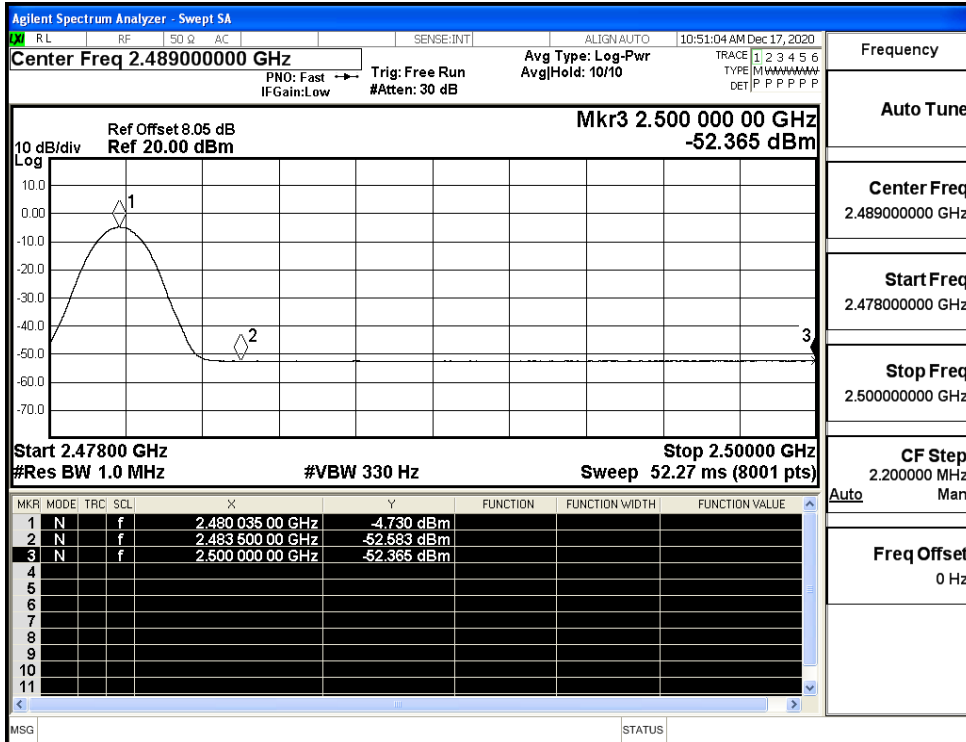 Agilent Spectrum Analyzer - Swept SA
LXI RL RF 50 Ω AC SENSE:INT ALIGN AUTO 10:51:04 AM Dec 17, 2020
Center Freq 2.489000000 GHz
PNO: Fast
IFGain:Low
Trig: Free Run
#Atten: 30 dB
Avg Type: Log-Pwr
Avg|Hold: 10/10
TRACE 1 2 3 4 5 6
TYPE M WWWWW
DET P P P P P P
Mkr3 2.500 000 00 GHz
-52.365 dBm
Ref Offset 8.05 dB
10 dB/div Ref 20.00 dBm
Log
10.0
0.00
-10.0
-20.0
-30.0
-40.0
-50.0
-60.0
-70.0
1
2
3
Start 2.47800 GHz Stop 2.50000 GHz
#Res BW 1.0 MHz #VBW 330 Hz Sweep 52.27 ms (8001 pts)
MKR MODE TRC SCL X Y FUNCTION FUNCTION WIDTH FUNCTION VALUE
1 N f 2.480 035 00 GHz -4.730 dBm
2 N f 2.483 500 00 GHz -52.583 dBm
3 N f 2.500 000 00 GHz -52.365 dBm
4
5
6
7
8
9
10
11
MSG STATUS
Frequency
Auto Tune
Center Freq
2.489000000 GHz
Start Freq
2.478000000 GHz
Stop Freq
2.500000000 GHz
CF Step
2.200000 MHz
Auto Man
Freq Offset
0 Hz